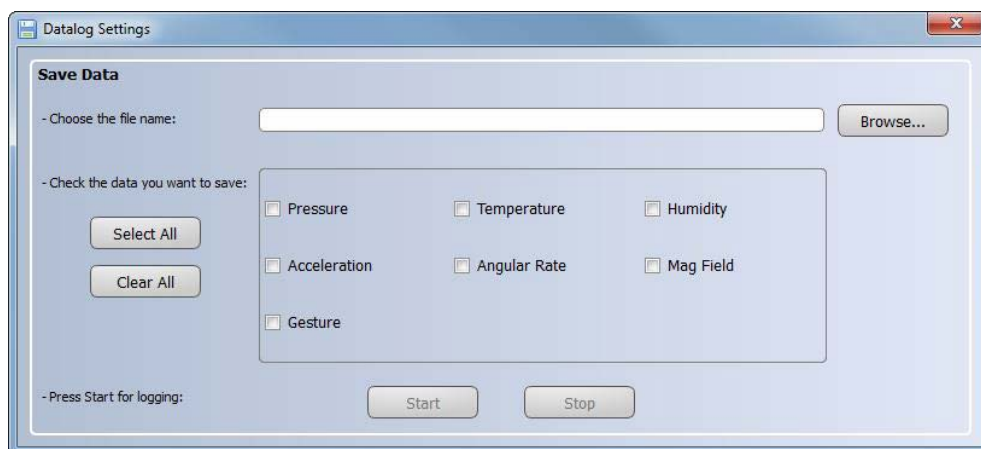 Datalog Settings
Save Data
- Choose the file name:
Browse...
- Check the data you want to save:
Select All
Clear All
Pressure
Temperature
Humidity
Acceleration
Angular Rate
Mag Field
Gesture
- Press Start for logging:
Start
Stop